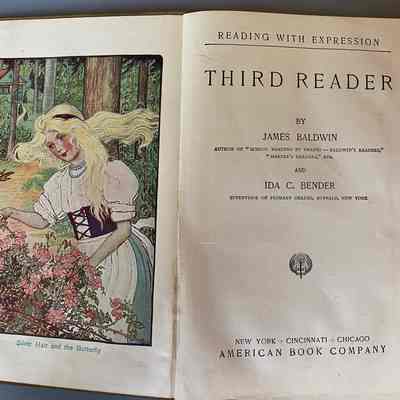 Silver Hair and the Butterfly
READING WITH EXPRESSION
THIRD READER
BY
JAMES BALDWIN
AUTHOR OF "SCHOOL READING BY GRADES—BALDWIN'S READERS,"
"HARPER'S READERS," ETC.
AND
IDA C. BENDER
SUPERVISOR OF PRIMARY GRADES, BUFFALO, NEW YORK
NEW YORK · CINCINNATI · CHICAGO
AMERICAN BOOK COMPANY